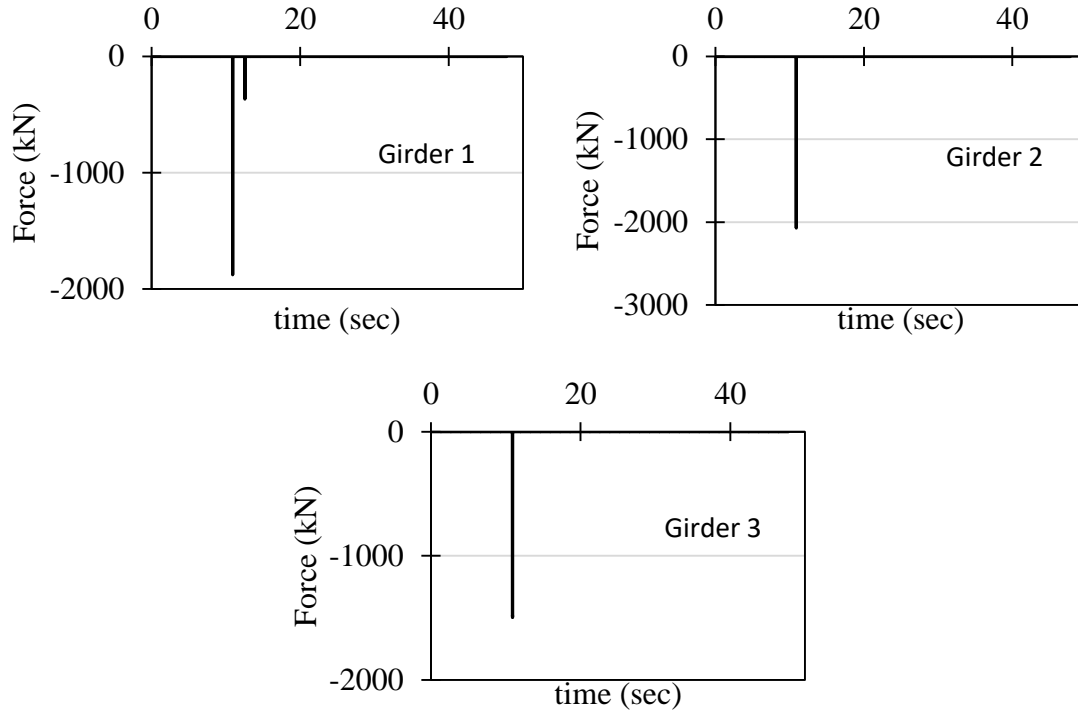 0 20 40
0
-1000
-2000
Force (kN)
Girder 1
time (sec)
0 20 40
0
-1000
-2000
-3000
Force (kN)
Girder 2
time (sec)
0 20 40
0
-1000
-2000
Force (kN)
Girder 3
time (sec)